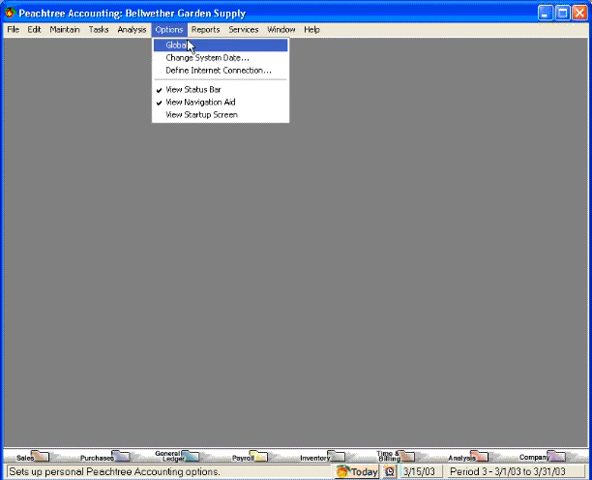 Peachtree Accounting: Bellwether Garden Supply
File Edit Maintain Tasks Analysis Options Reports Services Window Help
Global
Change System Date...
Define Internet Connection...
View Status Bar
View Navigation Aid
View Startup Screen
Sales Purchases General Ledger Payroll Inventory Time & Billing Analysis Company
Sets up personal Peachtree Accounting options. Today 3/15/03 Period 3 - 3/1/03 to 3/31/03